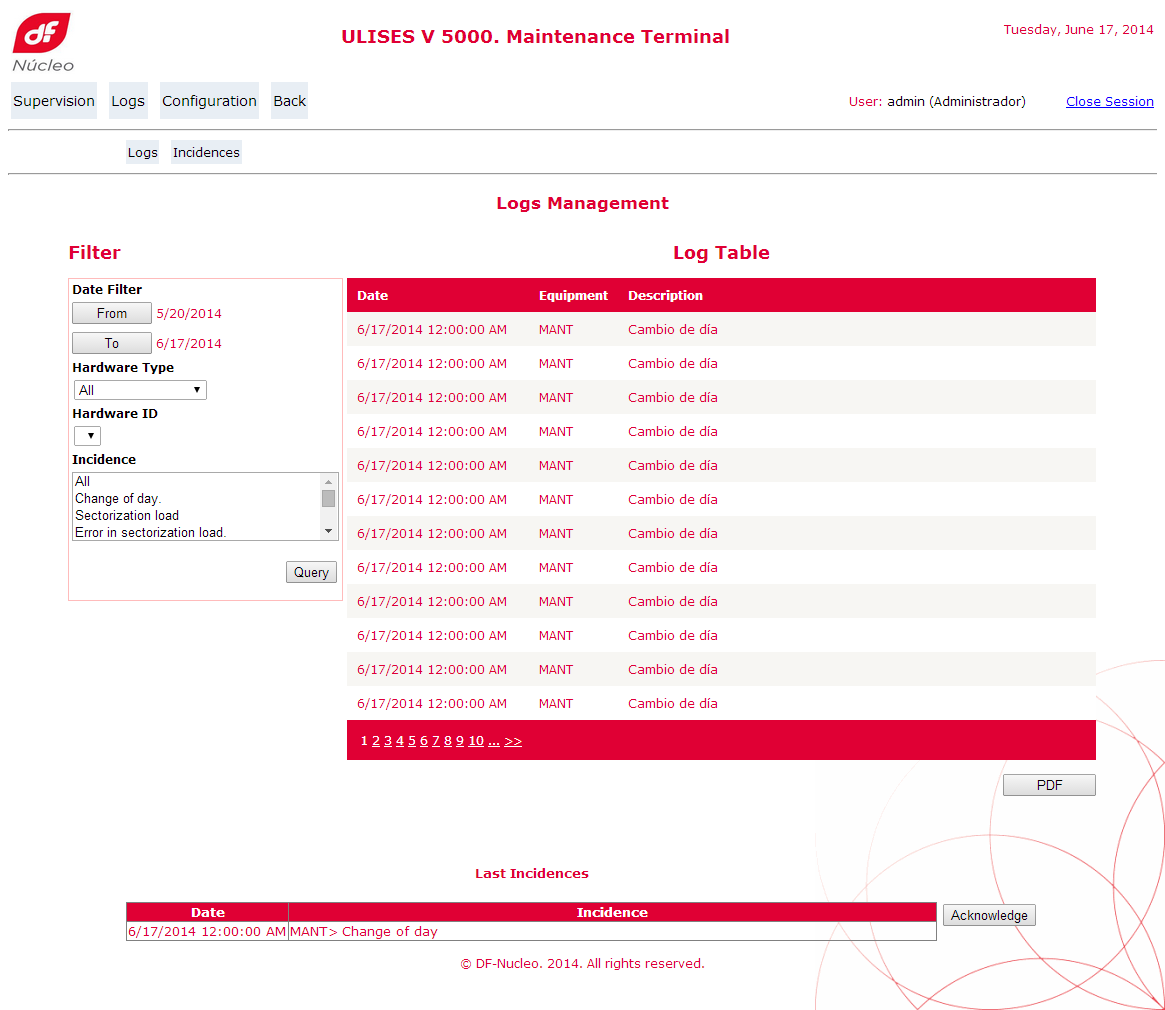 df
Núcleo
ULISES V 5000. Maintenance Terminal
Tuesday, June 17, 2014
Supervision Logs Configuration Back
User: admin (Administrador) Close Session
Logs Incidences
Logs Management
Filter
Date Filter
From 5/20/2014
To 6/17/2014
Hardware Type
All
Hardware ID
Incidence
All
Change of day.
Sectorization load
Error in sectorization load.
Query
Log Table
Date Equipment Description
6/17/2014 12:00:00 AM MANT Cambio de día
6/17/2014 12:00:00 AM MANT Cambio de día
6/17/2014 12:00:00 AM MANT Cambio de día
6/17/2014 12:00:00 AM MANT Cambio de día
6/17/2014 12:00:00 AM MANT Cambio de día
6/17/2014 12:00:00 AM MANT Cambio de día
6/17/2014 12:00:00 AM MANT Cambio de día
6/17/2014 12:00:00 AM MANT Cambio de día
6/17/2014 12:00:00 AM MANT Cambio de día
6/17/2014 12:00:00 AM MANT Cambio de día
6/17/2014 12:00:00 AM MANT Cambio de día
6/17/2014 12:00:00 AM MANT Cambio de día
1 2 3 4 5 6 7 8 9 10 ... >>
PDF
Last Incidences
Date Incidence
6/17/2014 12:00:00 AM MANT> Change of day
Acknowledge
© DF-Nucleo. 2014. All rights reserved.